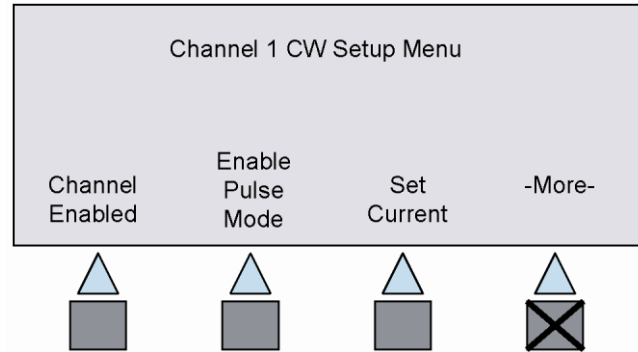 Channel 1 CW Setup Menu
Channel
Enabled
Enable
Pulse
Mode
Set
Current
-More-